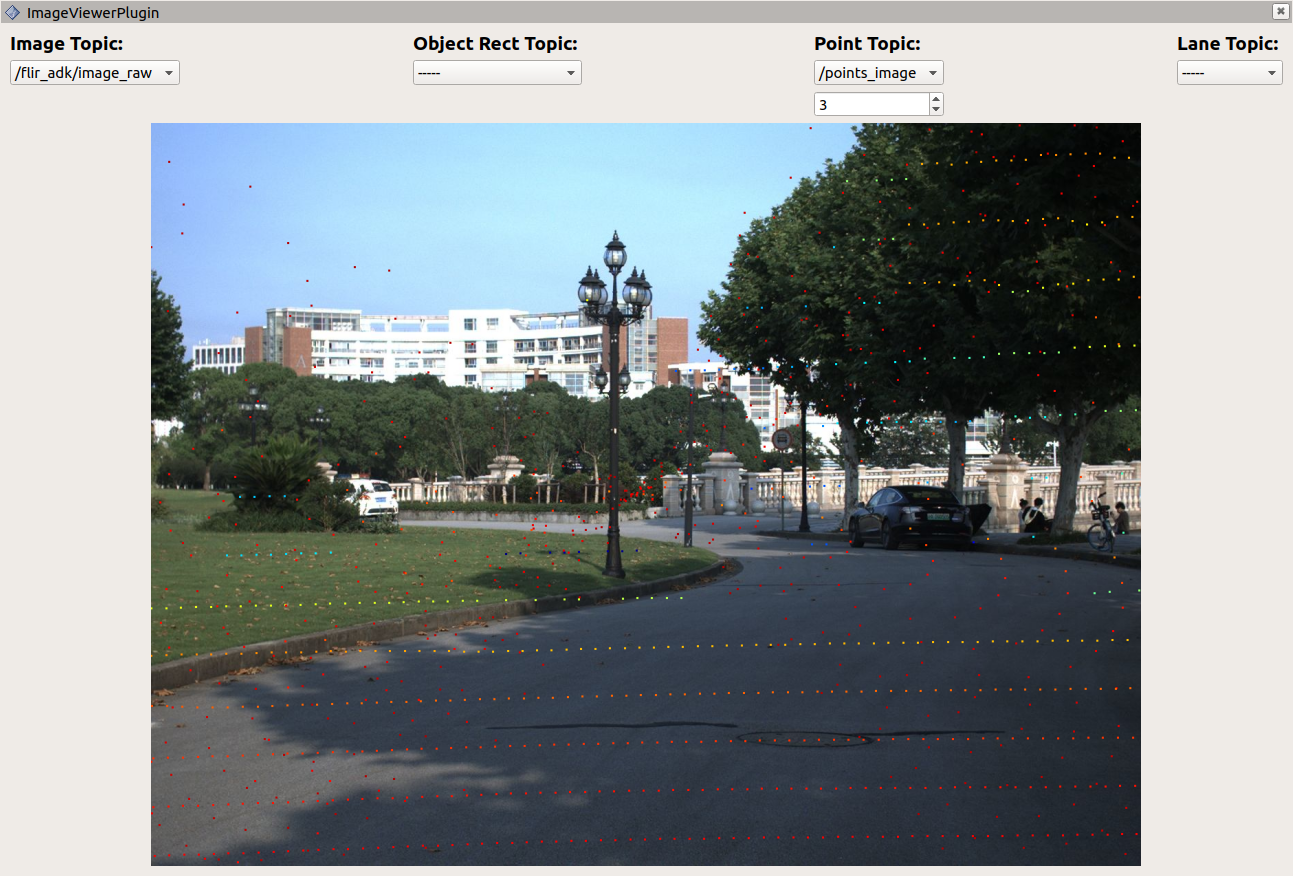 ImageViewerPlugin
Image Topic: Object Rect Topic: Point Topic: Lane Topic:
/flir_adk/image_raw ----- /points_image -----
3